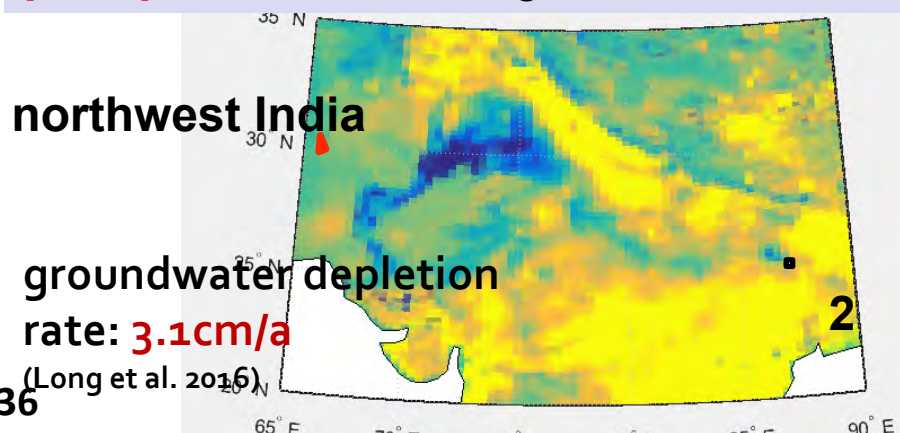 35° N
northwest India
30° N
25° N
groundwater depletion
rate: 3.1cm/a
2
(Long et al. 2016)
20° N
36
65° E
90° E